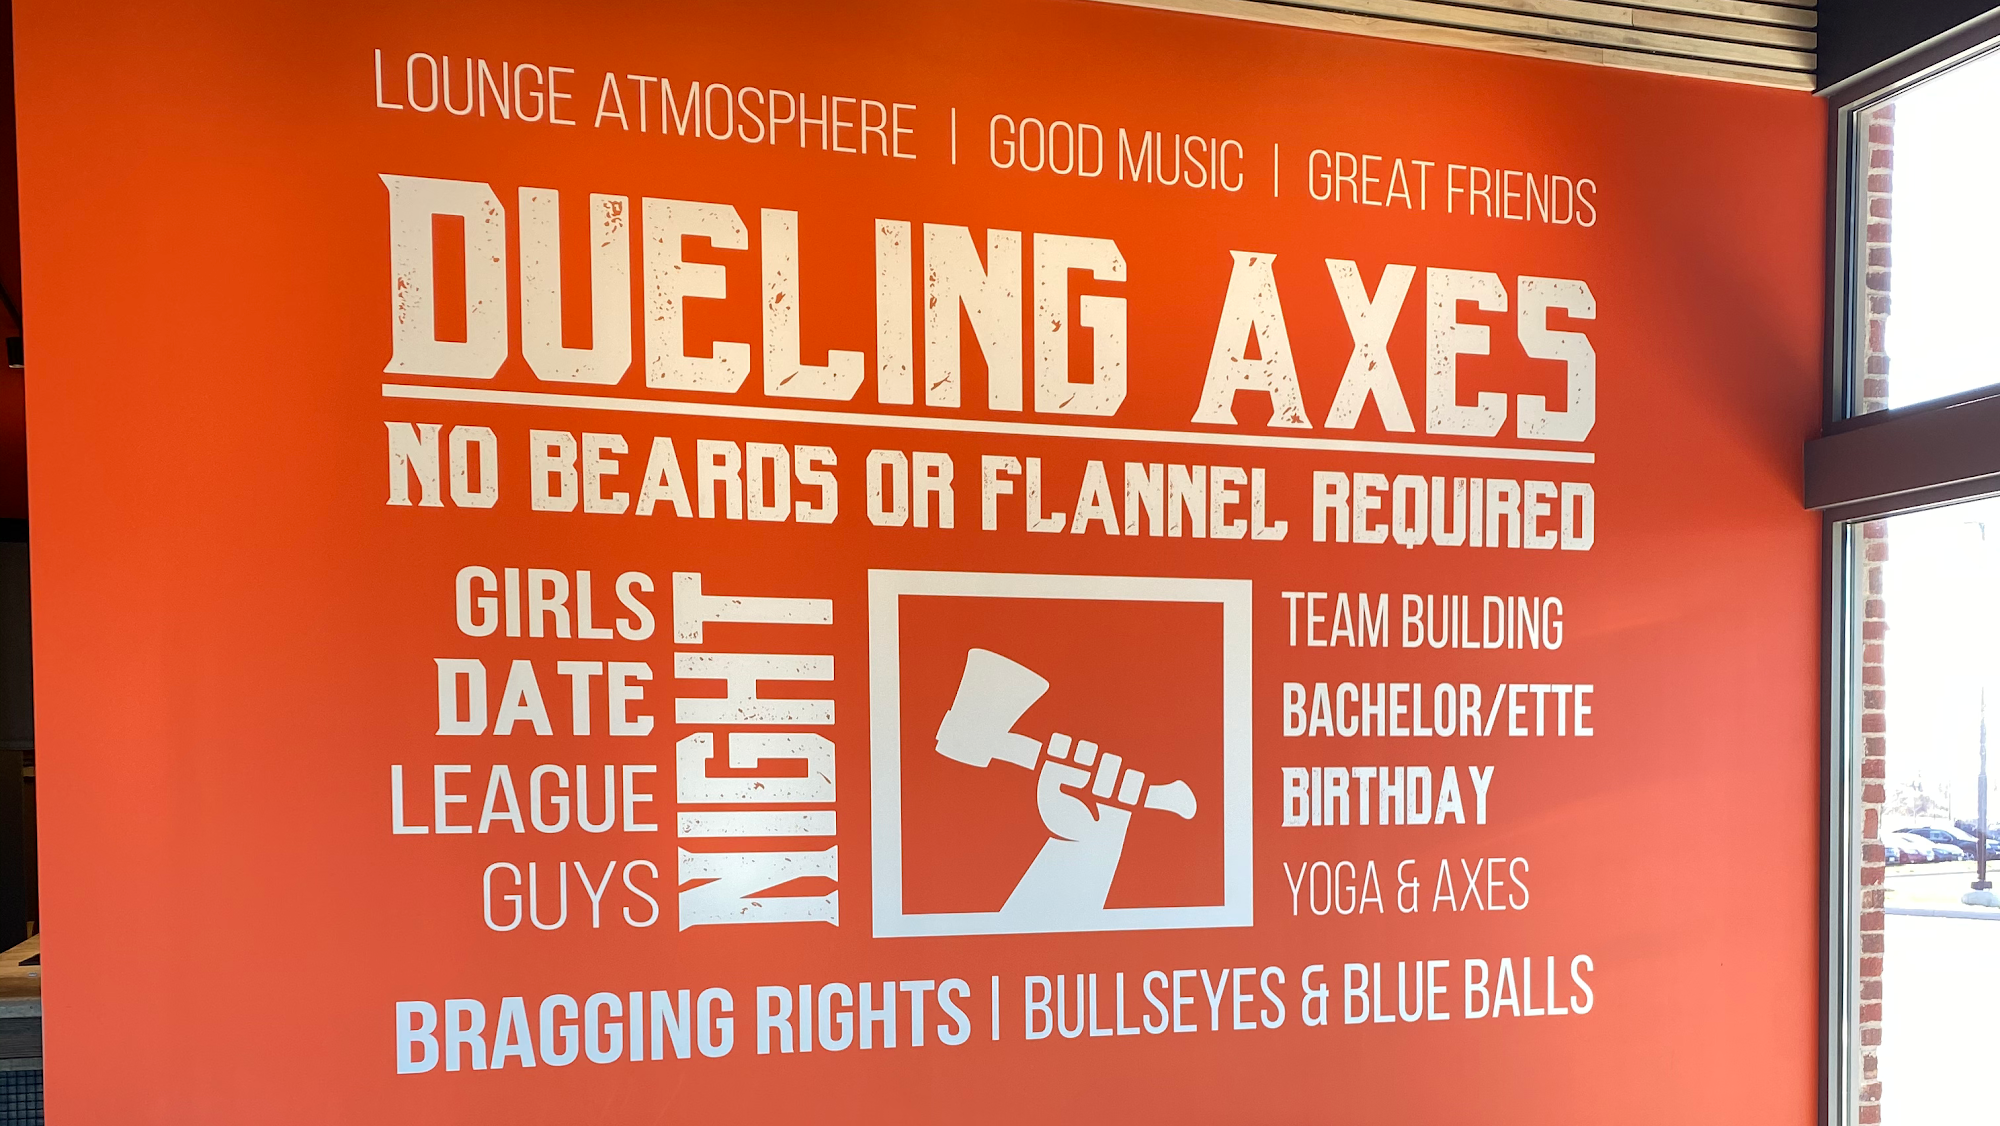 LOUNGE ATMOSPHERE | GOOD MUSIC | GREAT FRIENDS
DUELING AXES
NO BEARDS OR FLANNEL REQUIRED
GIRLS
DATE
LEAGUE
GUYS
NIGHT
TEAM BUILDING
BACHELOR/ETTE
BIRTHDAY
YOGA & AXES
BRAGGING RIGHTS | BULLSEYES & BLUE BALLS